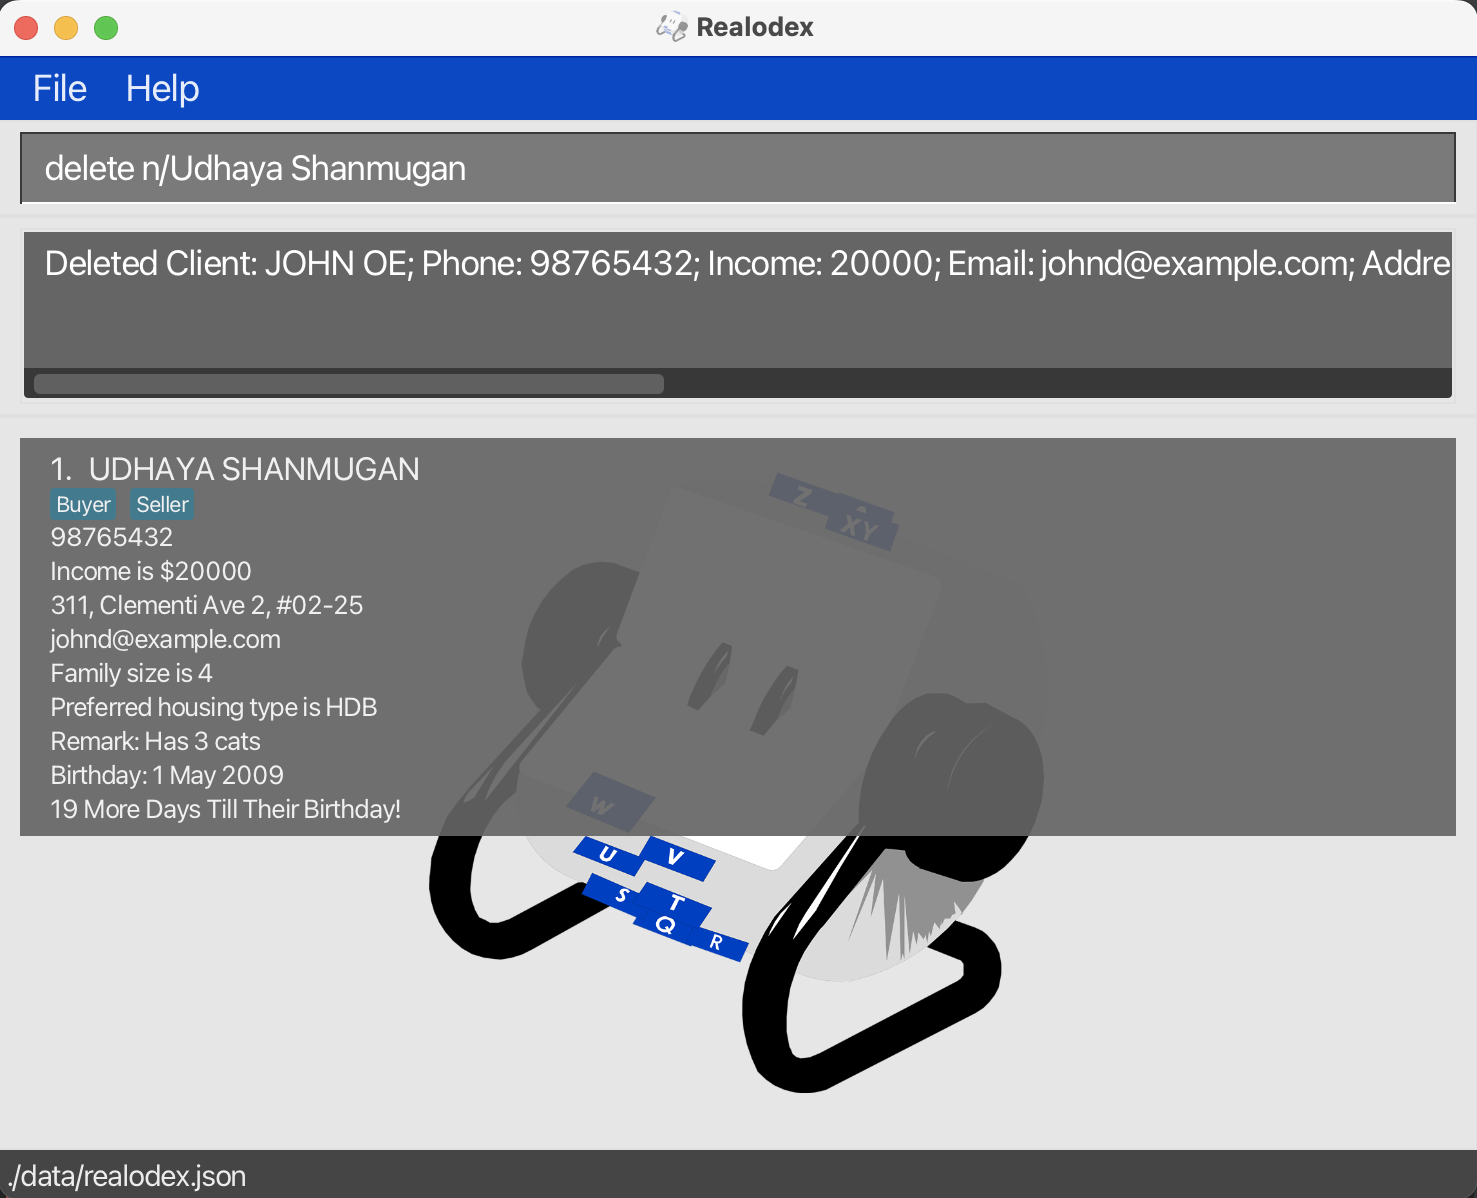 Realodex
File Help
delete n/Udhaya Shanmugan
Deleted Client: JOHN OE; Phone: 98765432; Income: 20000; Email: johnd@example.com; Addre
1. UDHAYA SHANMUGAN
Buyer Seller
98765432
Income is $20000
311, Clementi Ave 2, #02-25
johnd@example.com
Family size is 4
Preferred housing type is HDB
Remark: Has 3 cats
Birthday: 1 May 2009
19 More Days Till Their Birthday!
Z
XY
W
U V
S T
Q R
./data/realodex.json